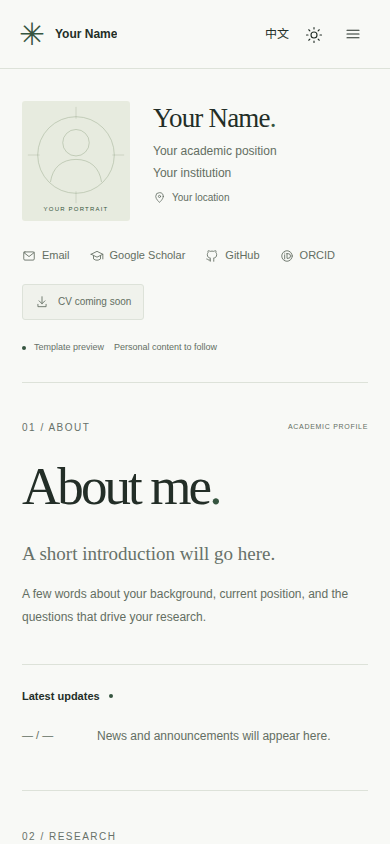 Your Name
中文
YOUR PORTRAIT
Your Name.
Your academic position
Your institution
Your location
Email
Google Scholar
GitHub
ORCID
CV coming soon
Template preview
Personal content to follow
01 / ABOUT
ACADEMIC PROFILE
About me.
A short introduction will go here.
A few words about your background, current position, and the
questions that drive your research.
Latest updates
— / —
News and announcements will appear here.
02 / RESEARCH